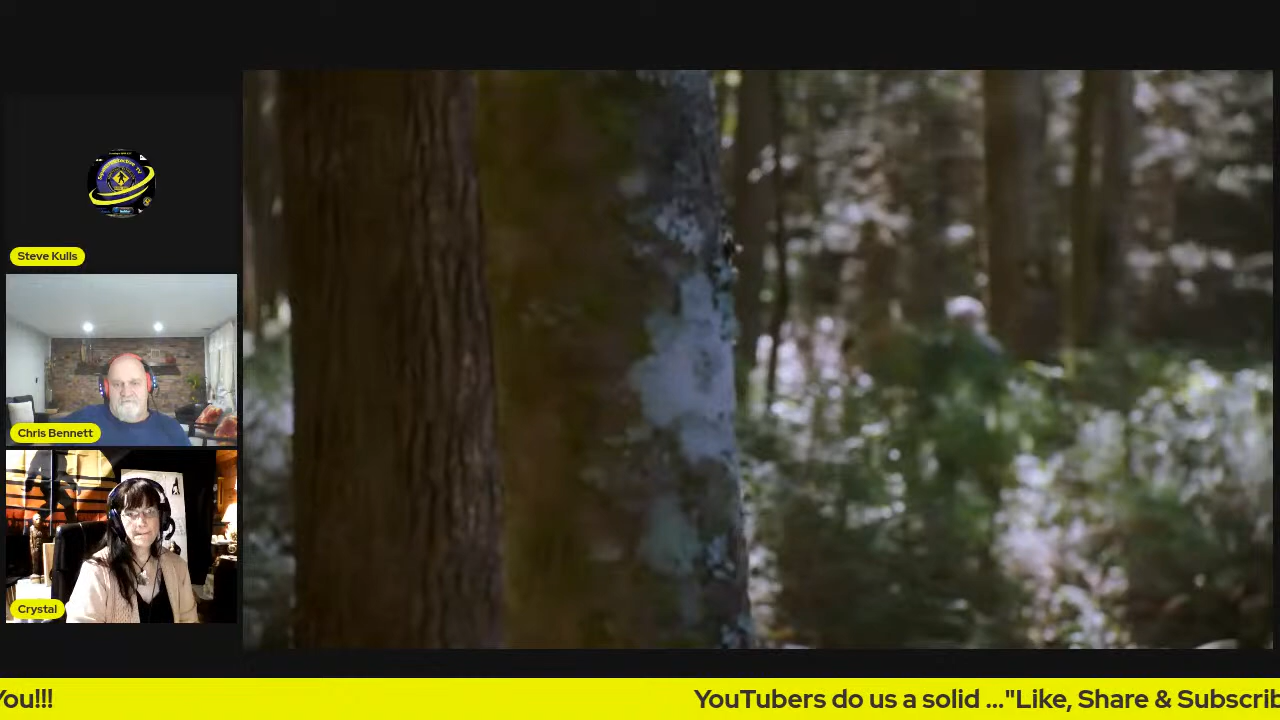 Steve Kulls
Chris Bennett
Crystal
You!!! YouTubers do us a solid ..."Like, Share & Subscrib